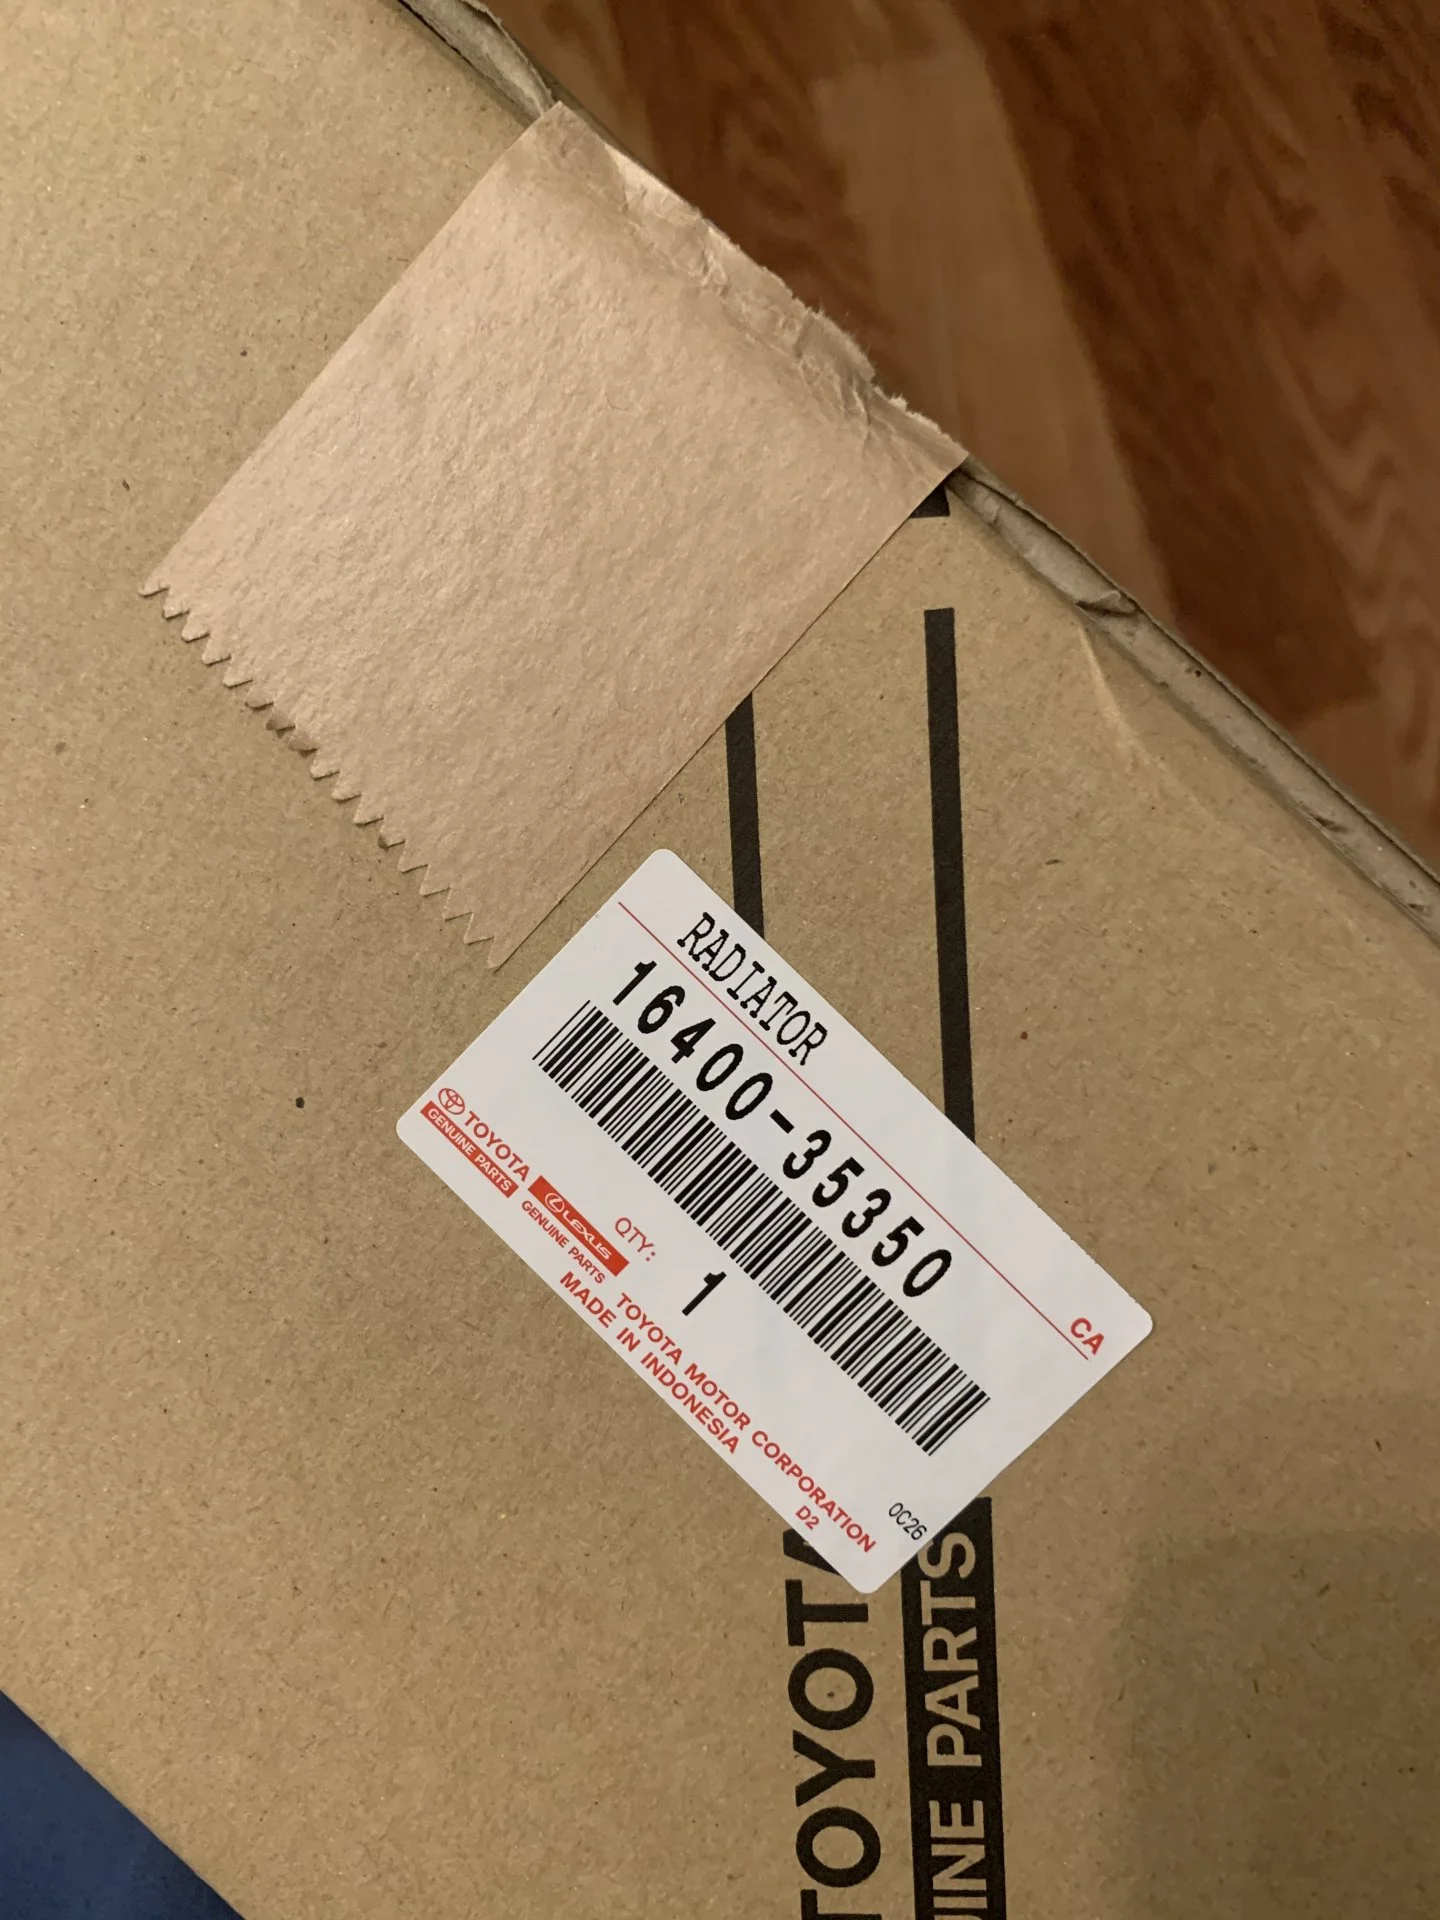 RADIATOR
16400-35350
CA
TOYOTA
GENUINE PARTS
LEXUS
GENUINE PARTS
QTY:
1
TOYOTA MOTOR CORPORATION
MADE IN INDONESIA
D2
0C26
TOYOTA
PARTS